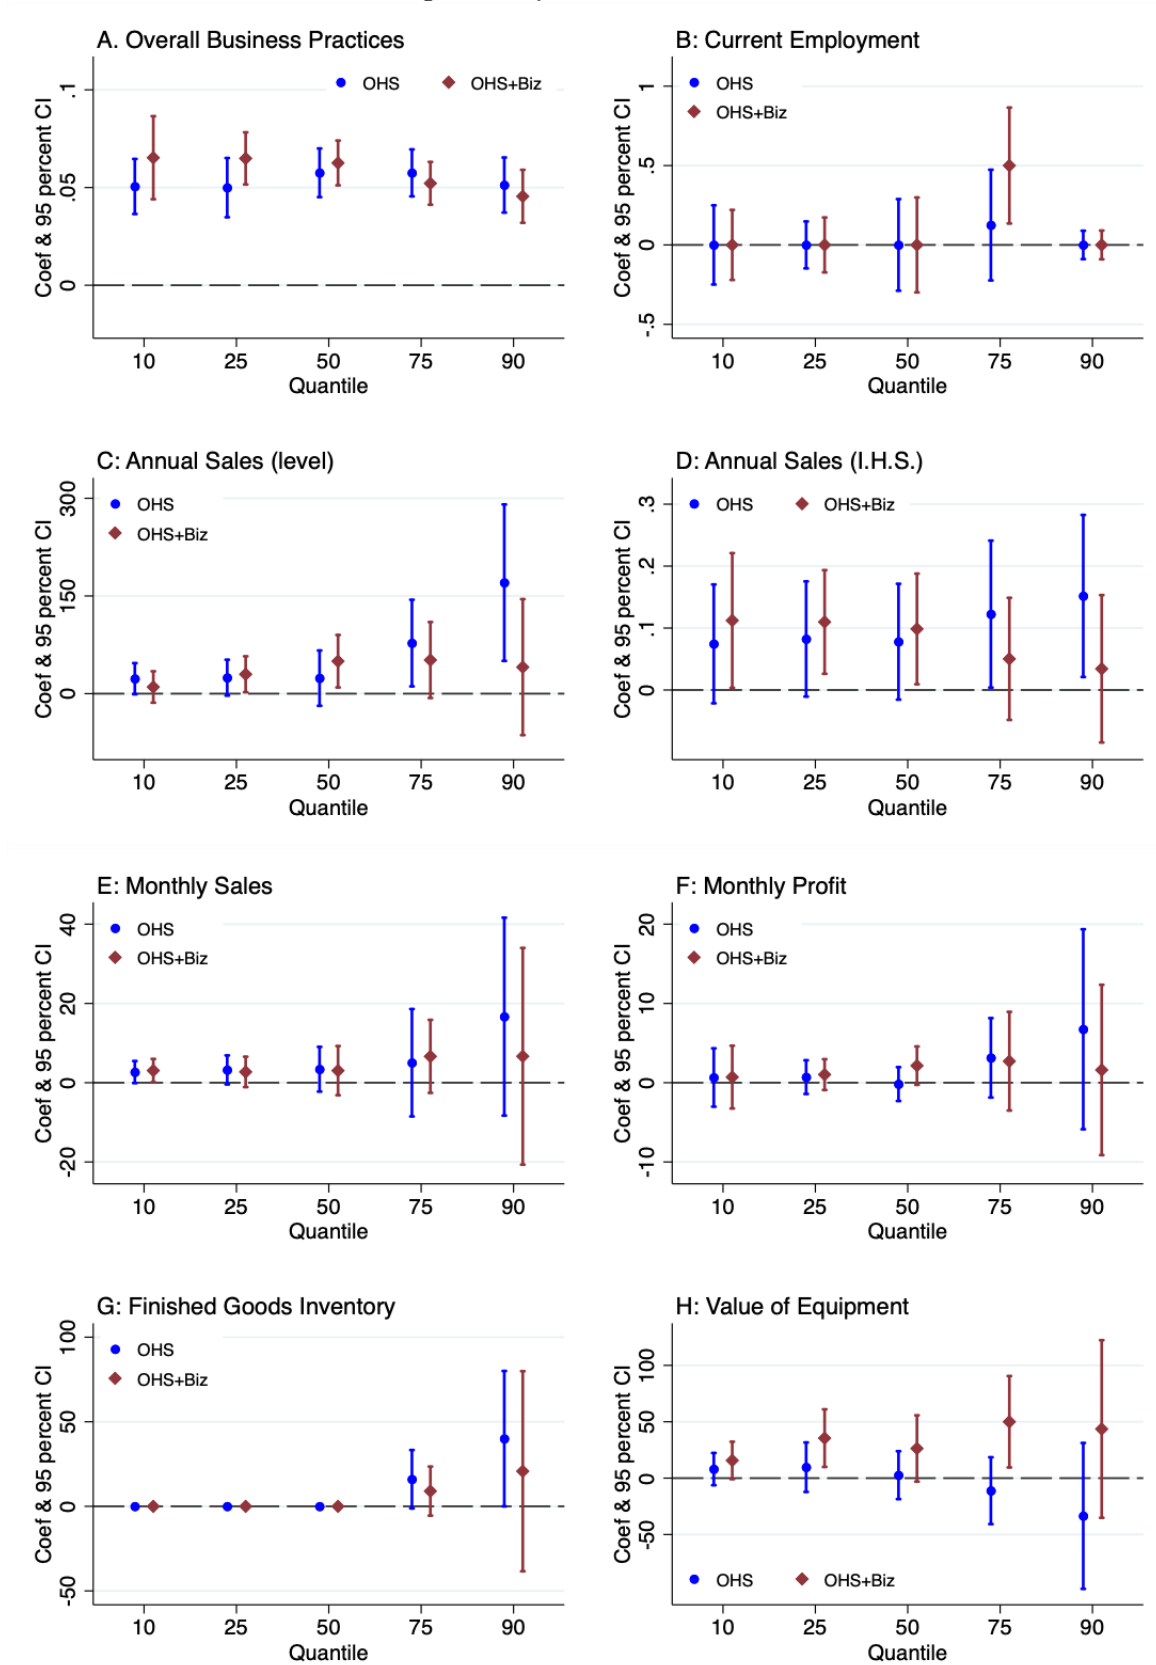 A. Overall Business Practices
OHS
OHS+Biz
Coef & 95 percent CI
.1
.05
0
10 25 50 75 90
Quantile
B: Current Employment
OHS
OHS+Biz
Coef & 95 percent CI
1
.5
0
-.5
10 25 50 75 90
Quantile
C: Annual Sales (level)
OHS
OHS+Biz
Coef & 95 percent CI
300
150
0
10 25 50 75 90
Quantile
D: Annual Sales (I.H.S.)
OHS
OHS+Biz
Coef & 95 percent CI
.3
.2
.1
0
10 25 50 75 90
Quantile
E: Monthly Sales
OHS
OHS+Biz
Coef & 95 percent CI
40
20
0
-20
10 25 50 75 90
Quantile
F: Monthly Profit
OHS
OHS+Biz
Coef & 95 percent CI
20
10
0
-10
10 25 50 75 90
Quantile
G: Finished Goods Inventory
OHS
OHS+Biz
Coef & 95 percent CI
100
50
0
-50
10 25 50 75 90
Quantile
H: Value of Equipment
Coef & 95 percent CI
100
50
0
-50
OHS
OHS+Biz
10 25 50 75 90
Quantile